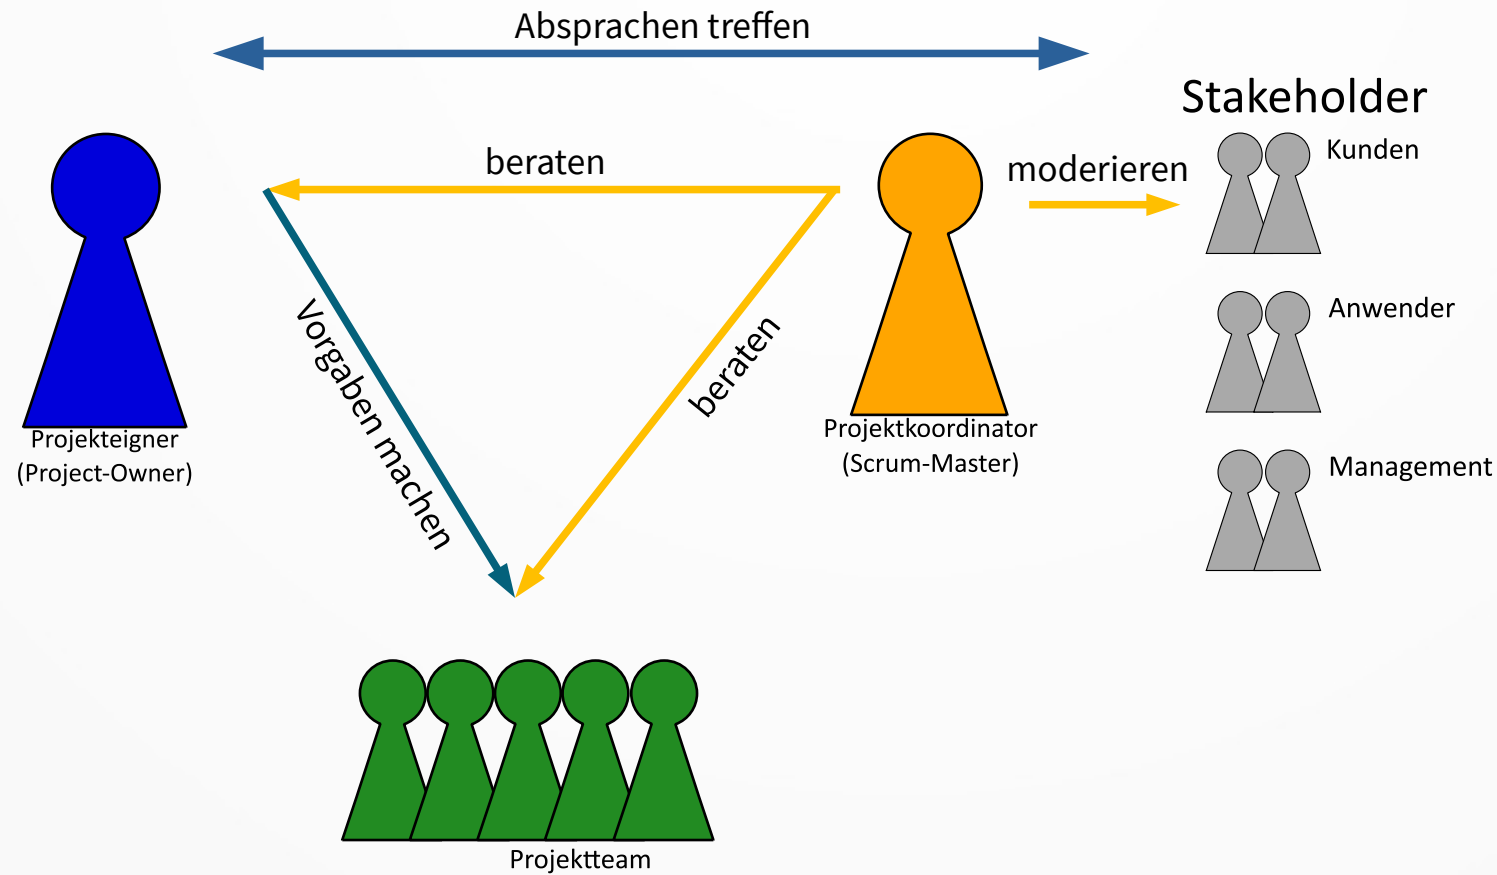 Absprachen treffen
Stakeholder
beraten
moderieren
Kunden
Vorgaben machen
beraten
Anwender
Projekteigner
(Project-Owner)
Projektkoordinator
(Scrum-Master)
Management
Projektteam